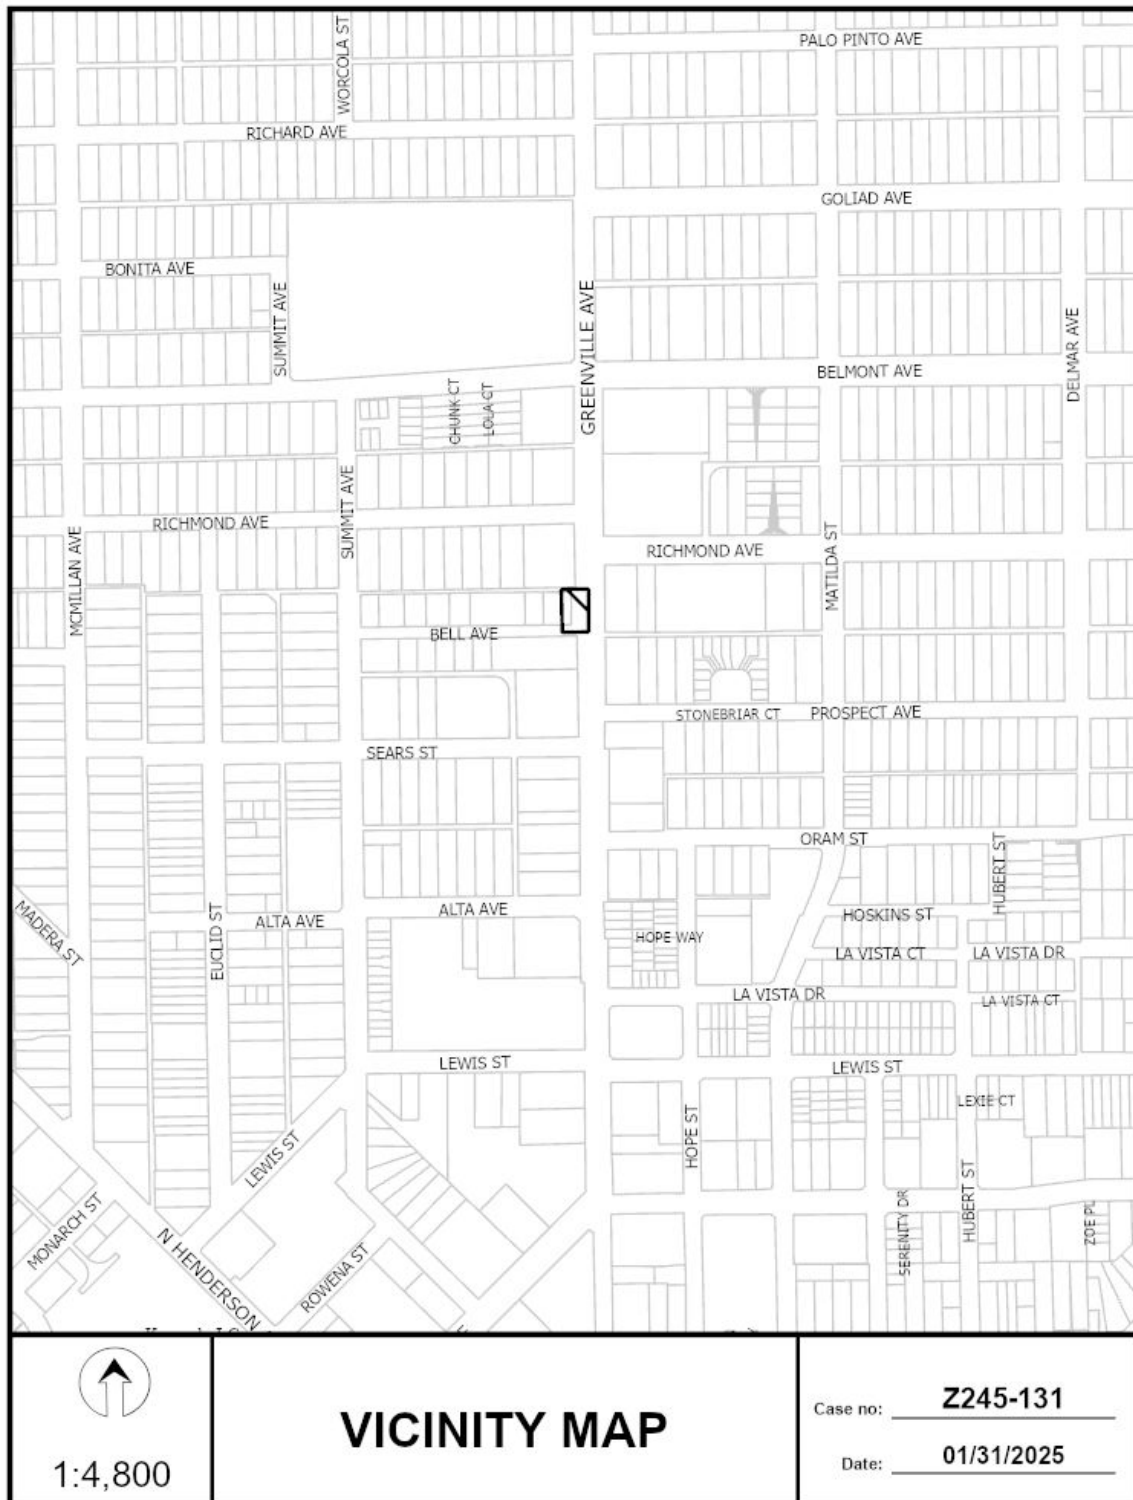 PALO PINTO AVE
WORCOLA ST
RICHARD AVE
GOLIAD AVE
BONITA AVE
SUMMIT AVE
GREENVILLE AVE
DELMAR AVE
BELMONT AVE
CHUNK CT
LOLA CT
SUMMIT AVE
RICHMOND AVE
MCMILLAN AVE
RICHMOND AVE
MATILDA ST
BELL AVE
STONEBRIAR CT
PROSPECT AVE
SEARS ST
ORAM ST
HUBERT ST
MADERA ST
EUCLID ST
ALTA AVE
ALTA AVE
HOSKINS ST
HOPE WAY
LA VISTA CT
LA VISTA DR
LA VISTA DR
LA VISTA CT
LEWIS ST
LEWIS ST
LEXIE CT
HOPE ST
LEWIS ST
MONARCH ST
N HENDERSON
ROWENA ST
SERENITY DR
HUBERT ST
ZOE PL
1:4,800
VICINITY MAP
Case no: Z245-131
Date: 01/31/2025